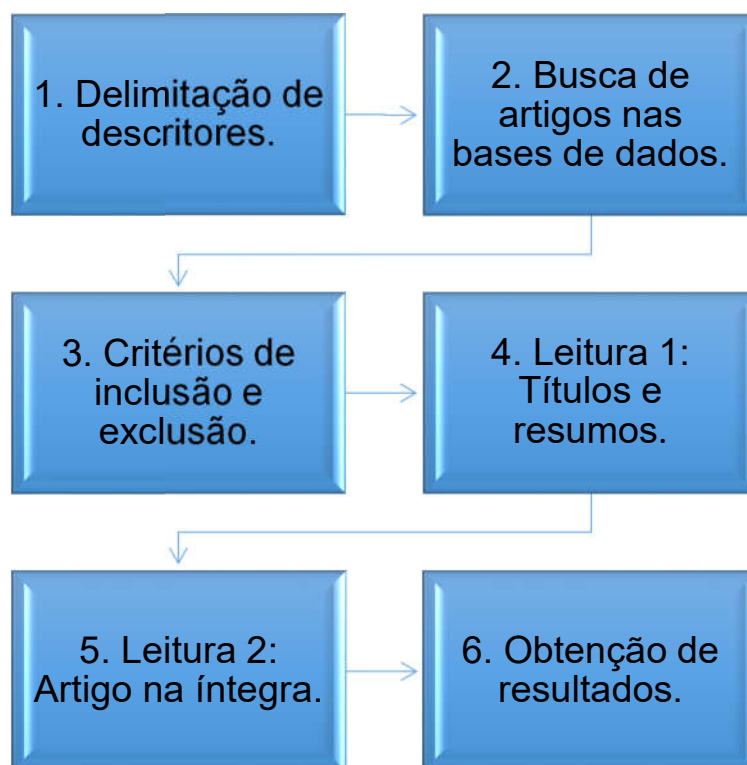 1. Delimitação de
descritores.
2. Busca de
artigos nas
bases de dados.
3. Critérios de
inclusão e
exclusão.
4. Leitura 1:
Títulos e
resumos.
5. Leitura 2:
Artigo na íntegra.
6. Obtenção de
resultados.